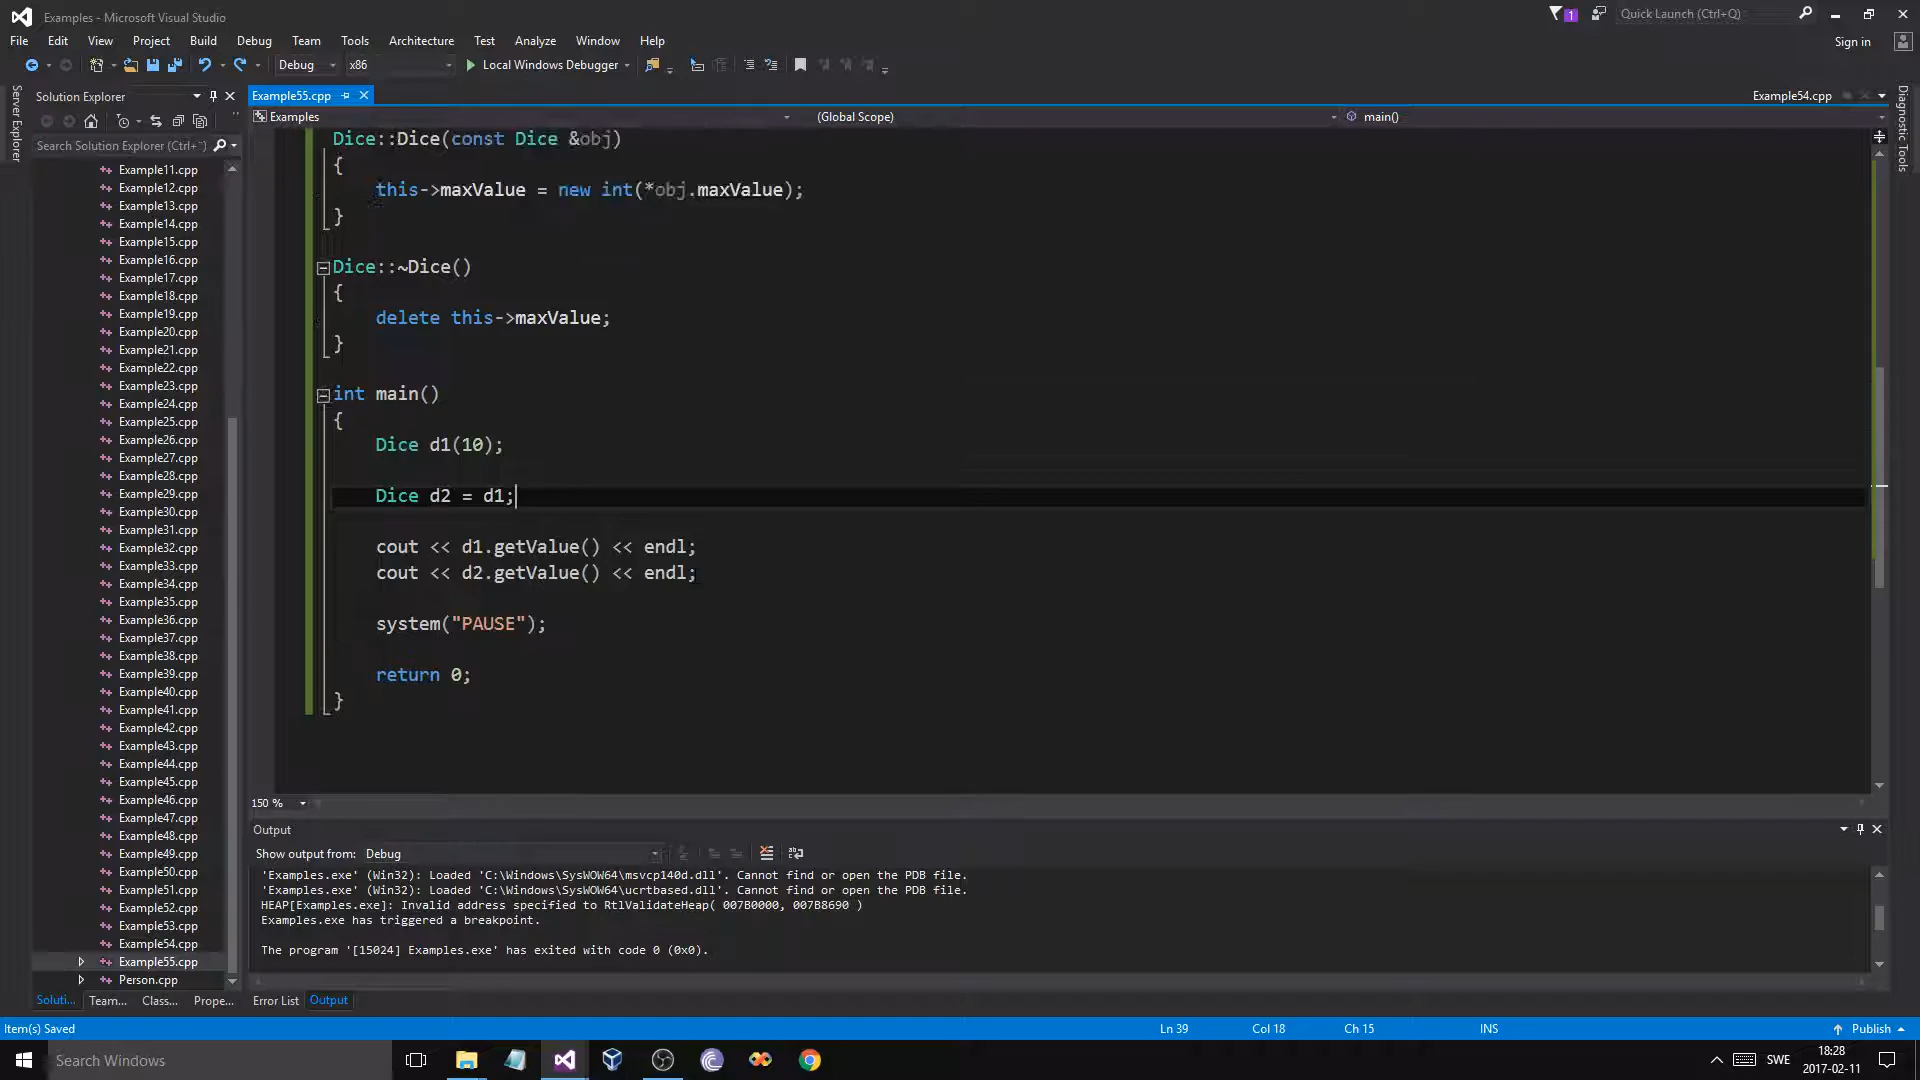 Examples - Microsoft Visual Studio
1
Quick Launch (Ctrl+Q)
File Edit View Project Build Debug Team Tools Architecture Test Analyze Window Help
Sign in
Debug x86 Local Windows Debugger
Server Explorer
Solution Explorer
Search Solution Explorer (Ctrl+
Example11.cpp
Example12.cpp
Example13.cpp
Example14.cpp
Example15.cpp
Example16.cpp
Example17.cpp
Example18.cpp
Example19.cpp
Example20.cpp
Example21.cpp
Example22.cpp
Example23.cpp
Example24.cpp
Example25.cpp
Example26.cpp
Example27.cpp
Example28.cpp
Example29.cpp
Example30.cpp
Example31.cpp
Example32.cpp
Example33.cpp
Example34.cpp
Example35.cpp
Example36.cpp
Example37.cpp
Example38.cpp
Example39.cpp
Example40.cpp
Example41.cpp
Example42.cpp
Example43.cpp
Example44.cpp
Example45.cpp
Example46.cpp
Example47.cpp
Example48.cpp
Example49.cpp
Example50.cpp
Example51.cpp
Example52.cpp
Example53.cpp
Example54.cpp
Example55.cpp
Person.cpp
Soluti... Team... Class... Prope...
Example55.cpp
Example54.cpp
Examples (Global Scope) main()
Diagnostic Tools
Dice::Dice(const Dice &obj)
{
this->maxValue = new int(*obj.maxValue);
}
Dice::~Dice()
{
delete this->maxValue;
}
int main()
{
Dice d1(10);
Dice d2 = d1;
cout << d1.getValue() << endl;
cout << d2.getValue() << endl;
system("PAUSE");
return 0;
}
150 %
Output
Show output from: Debug
'Examples.exe' (Win32): Loaded 'C:\Windows\SysWOW64\msvcp140d.dll'. Cannot find or open the PDB file.
'Examples.exe' (Win32): Loaded 'C:\Windows\SysWOW64\ucrtbased.dll'. Cannot find or open the PDB file.
HEAP[Examples.exe]: Invalid address specified to RtlValidateHeap( 007B0000, 007B8690 )
Examples.exe has triggered a breakpoint.
The program '[15024] Examples.exe' has exited with code 0 (0x0).
Error List Output
Item(s) Saved Ln 39 Col 18 Ch 15 INS Publish
Search Windows
SWE
18:28
2017-02-11